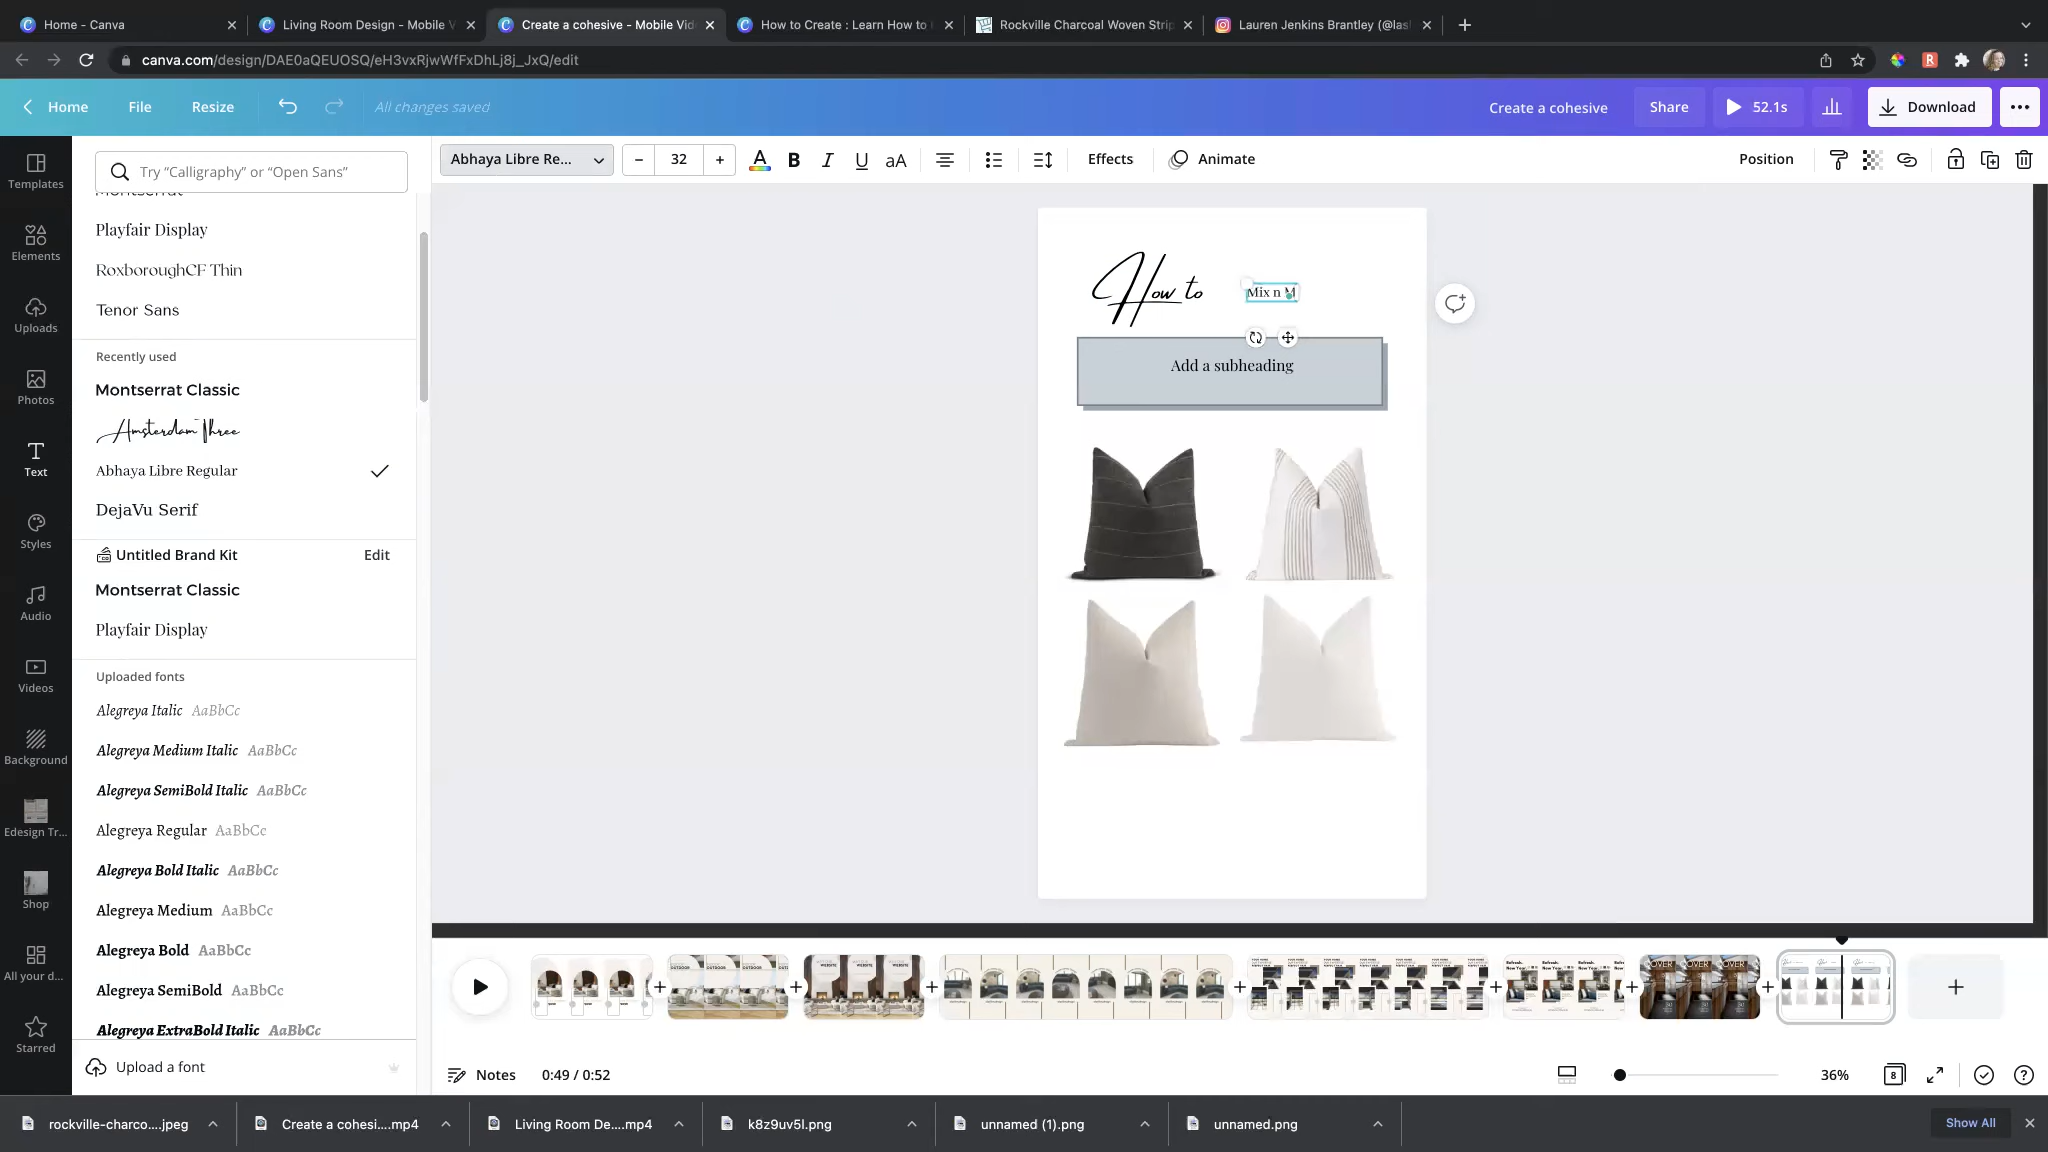 Home - Canva
Living Room Design - Mobile V
Create a cohesive - Mobile Vid
How to Create : Learn How to
Rockville Charcoal Woven Strip
Lauren Jenkins Brantley (@las
canva.com/design/DAE0aQEUOSQ/eH3vxRjwWfFxDhLj8j_JxQ/edit
Home
File
Resize
All changes saved
Create a cohesive
Share
52.1s
Download
Templates
Elements
Uploads
Photos
Text
Styles
Audio
Videos
Background
Edesign Tr...
Shop
All your d...
Starred
Try “Calligraphy” or “Open Sans”
Montserrat
Playfair Display
RoxboroughCF Thin
Tenor Sans
Recently used
Montserrat Classic
Amsterdam Three
Abhaya Libre Regular
DejaVu Serif
Untitled Brand Kit
Edit
Montserrat Classic
Playfair Display
Uploaded fonts
Alegreya Italic AaBbCc
Alegreya Medium Italic AaBbCc
Alegreya SemiBold Italic AaBbCc
Alegreya Regular AaBbCc
Alegreya Bold Italic AaBbCc
Alegreya Medium AaBbCc
Alegreya Bold AaBbCc
Alegreya SemiBold AaBbCc
Alegreya ExtraBold Italic AaBbCc
Upload a font
Abhaya Libre Re...
32
A
B
I
U
aA
Effects
Animate
Position
How to
Mix n M
Add a subheading
Notes
0:49 / 0:52
36%
8
rockville-charco....jpeg
Create a cohesi....mp4
Living Room De....mp4
k8z9uv5l.png
unnamed (1).png
unnamed.png
Show All